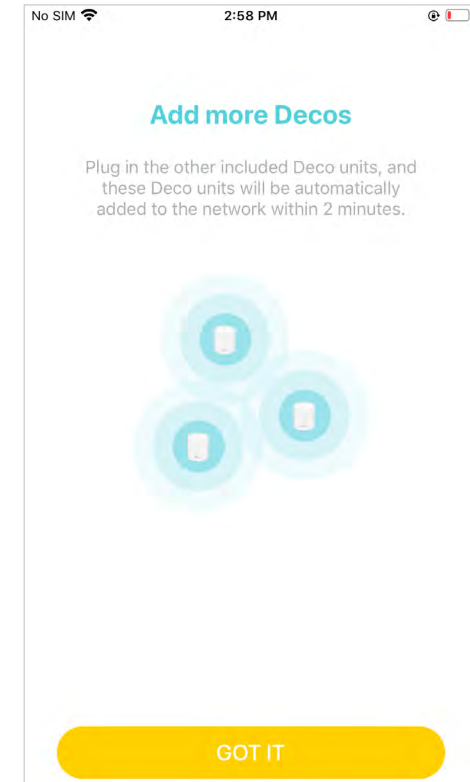 No SIM 2:58 PM
Add more Decos
Plug in the other included Deco units, and
these Deco units will be automatically
added to the network within 2 minutes.
GOT IT